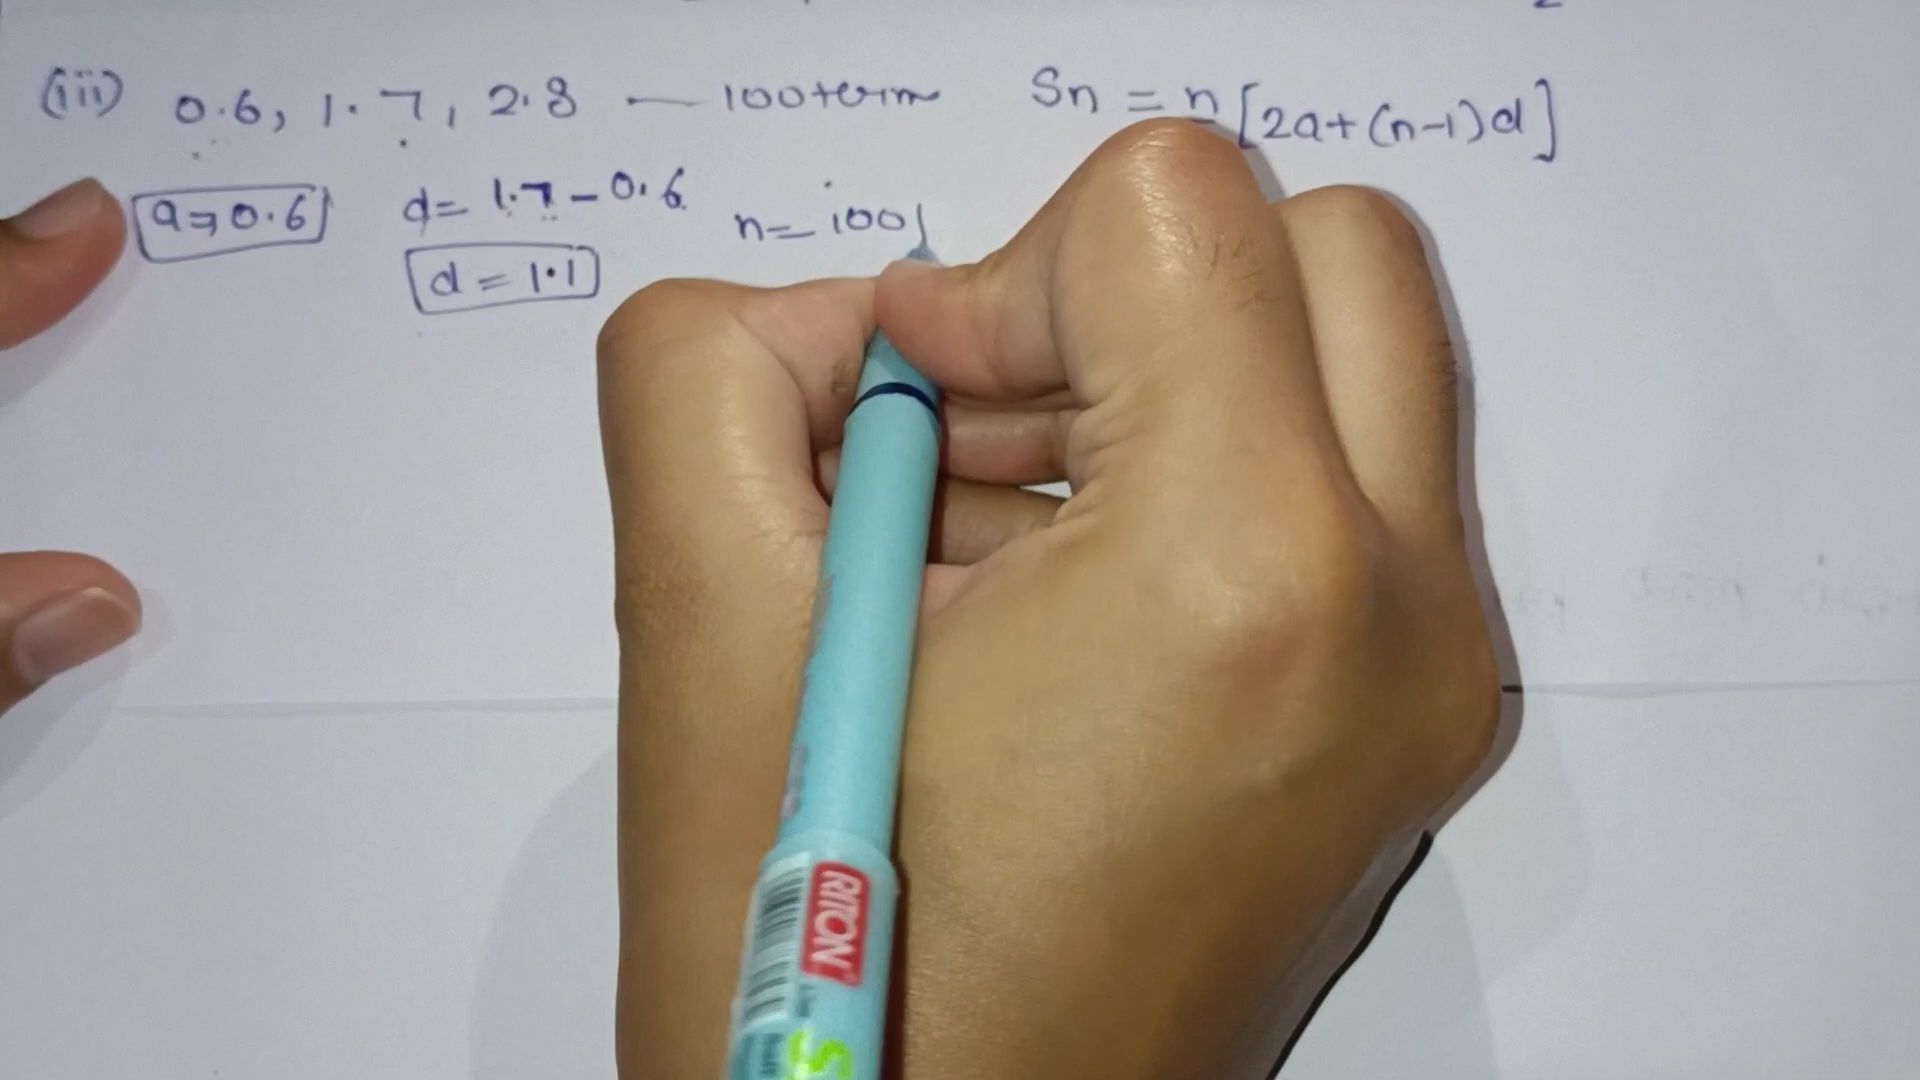 (iii) 0.6, 1.7, 2.8 — 100 term Sn = n [2a+(n-1)d]
a=0.6 d= 1.7-0.6 n= 100
d = 1.1
RITON
S